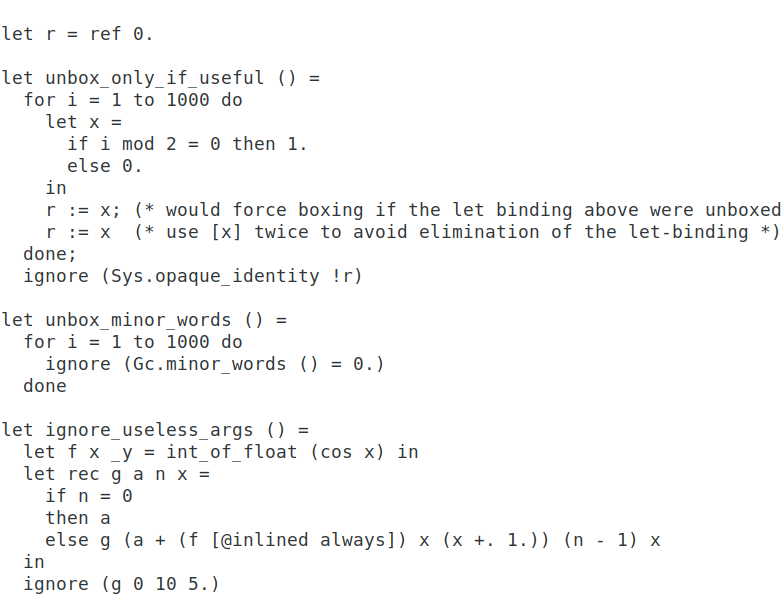 let r = ref 0.

let unbox_only_if_useful () =
  for i = 1 to 1000 do
    let x =
      if i mod 2 = 0 then 1.
      else 0.
    in
    r := x; (* would force boxing if the let binding above were unboxed
    r := x  (* use [x] twice to avoid elimination of the let-binding *)
  done;
  ignore (Sys.opaque_identity !r)

let unbox_minor_words () =
  for i = 1 to 1000 do
    ignore (Gc.minor_words () = 0.)
  done

let ignore_useless_args () =
  let f x _y = int_of_float (cos x) in
  let rec g a n x =
    if n = 0
    then a
    else g (a + (f [@inlined always]) x (x +. 1.)) (n - 1) x
  in
  ignore (g 0 10 5.)